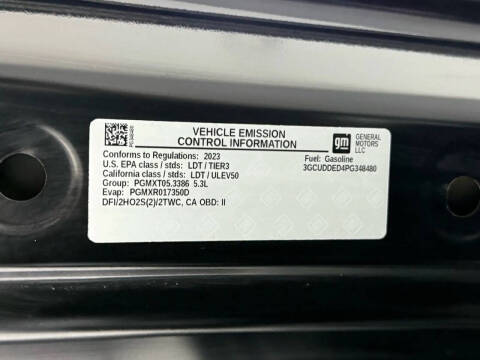 VEHICLE EMISSION
CONTROL INFORMATION
gm
GENERAL
MOTORS
LLC
Conforms to Regulations: 2023
U.S. EPA class / stds: LDT / TIER3
California class / stds: LDT / ULEV50
Group: PGMXT05.3386 5.3L
Evap: PGMXR017350D
DFI/2HO2S(2)/2TWC, CA OBD: II
Fuel: Gasoline
3GCUDDED4PG348480